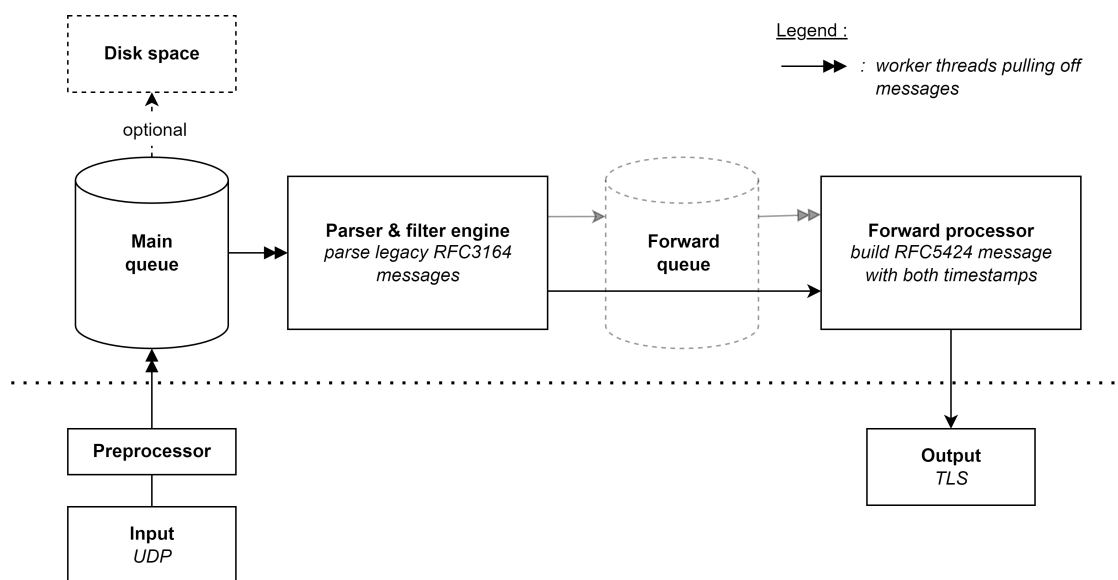 Disk space
Legend :
: worker threads pulling off
messages
optional
Main
queue
Parser & filter engine
parse legacy RFC3164
messages
Forward
queue
Forward processor
build RFC5424 message
with both timestamps
Preprocessor
Input
UDP
Output
TLS